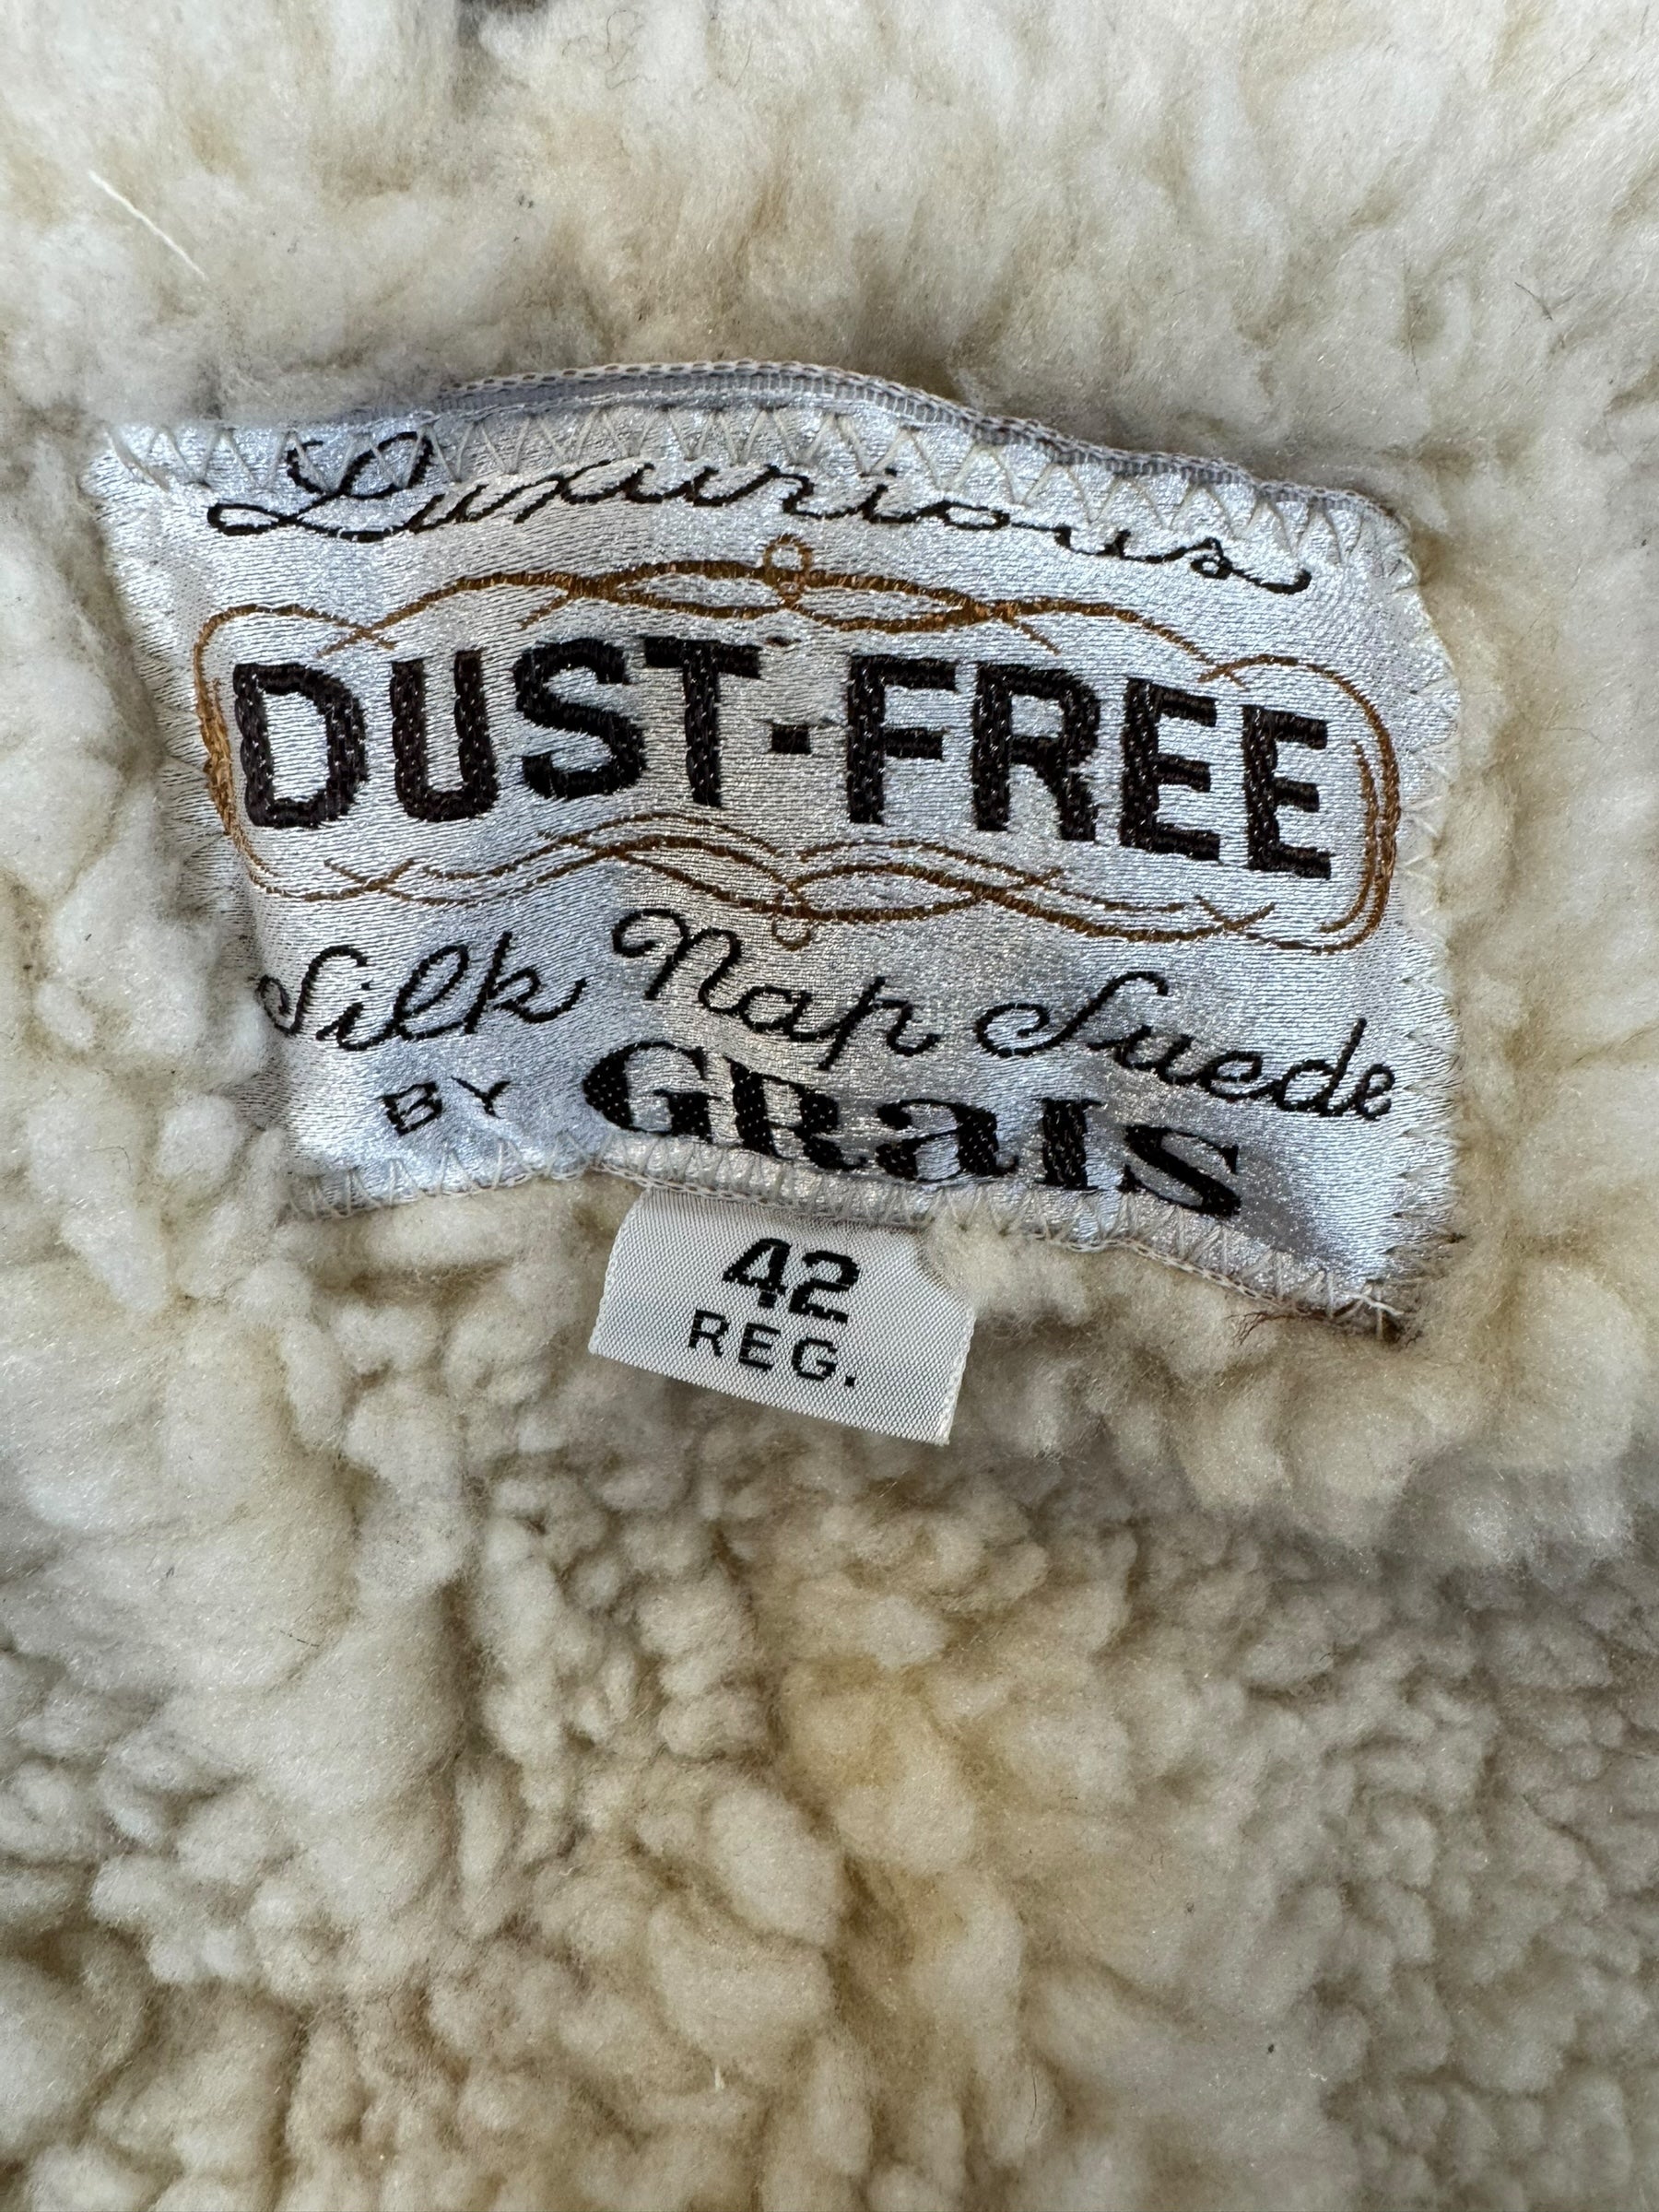 Luxurious
DUST-FREE
Silk Nap Suede
BY GRaIS
42
REG.